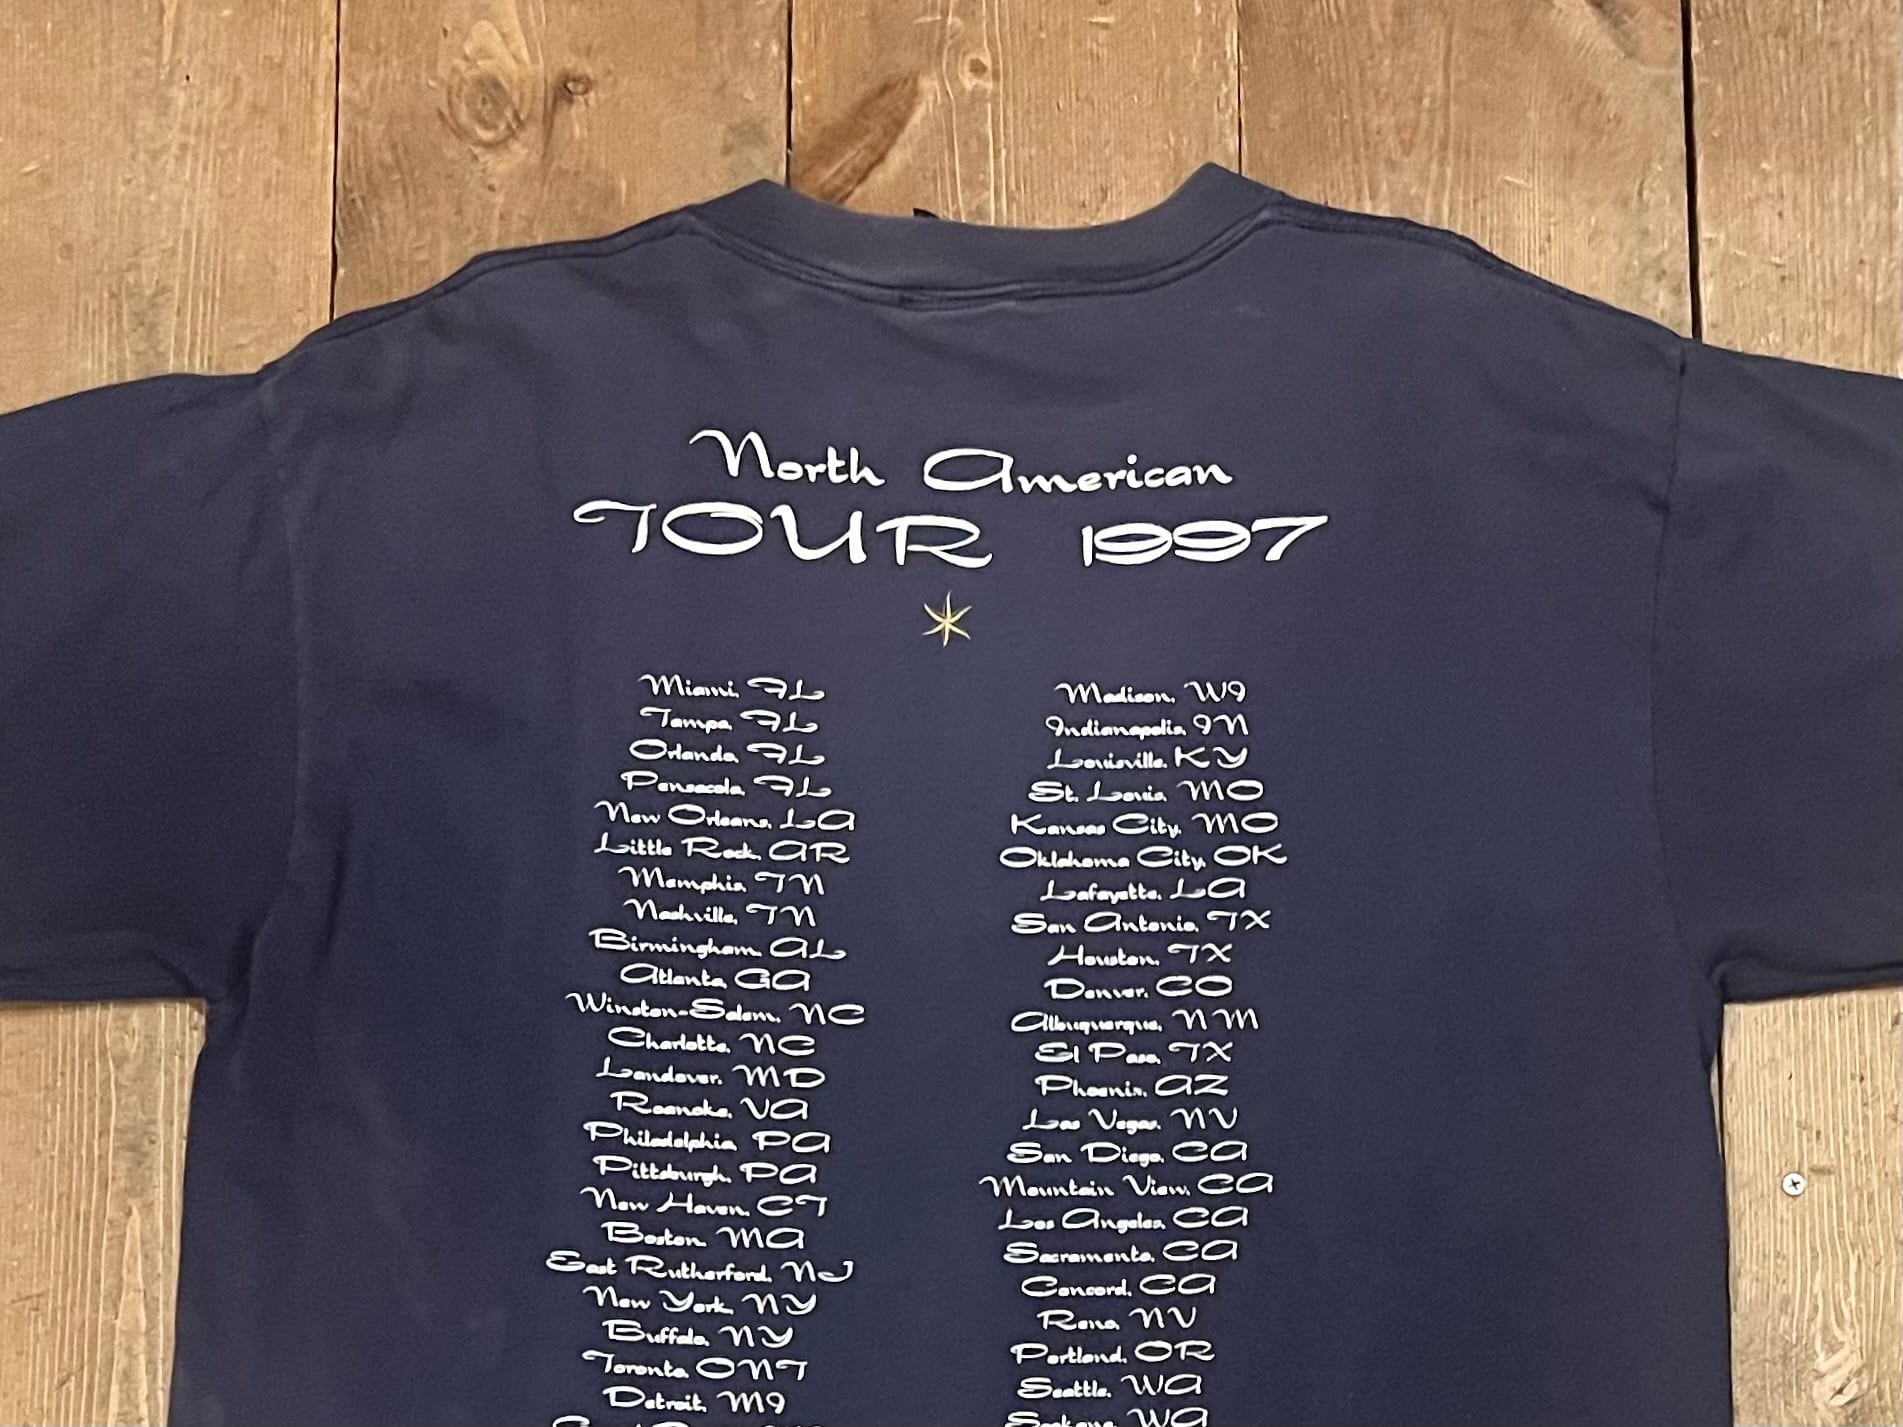 North American
TOUR 1997
Miami, FL
Tampa, FL
Orlando, FL
Pensacola, FL
New Orleans, LA
Little Rock, AR
Memphis, TN
Nashville, TN
Birmingham, AL
Atlanta, GA
Winston-Salem, NC
Charlotte, NC
Landover, MD
Roanoke, VA
Philadelphia, PA
Pittsburgh, PA
New Haven, CT
Boston, MA
East Rutherford, NJ
New York, NY
Buffalo, NY
Toronto, ONT
Detroit, MI
Madison, WI
Indianapolis, IN
Louisville, KY
St. Louis, MO
Kansas City, MO
Oklahoma City, OK
Lafayette, LA
San Antonio, TX
Houston, TX
Denver, CO
Albuquerque, NM
El Paso, TX
Phoenix, AZ
Las Vegas, NV
San Diego, CA
Mountain View, CA
Los Angeles, CA
Sacramento, CA
Concord, CA
Reno, NV
Portland, OR
Seattle, WA
Spokane, WA